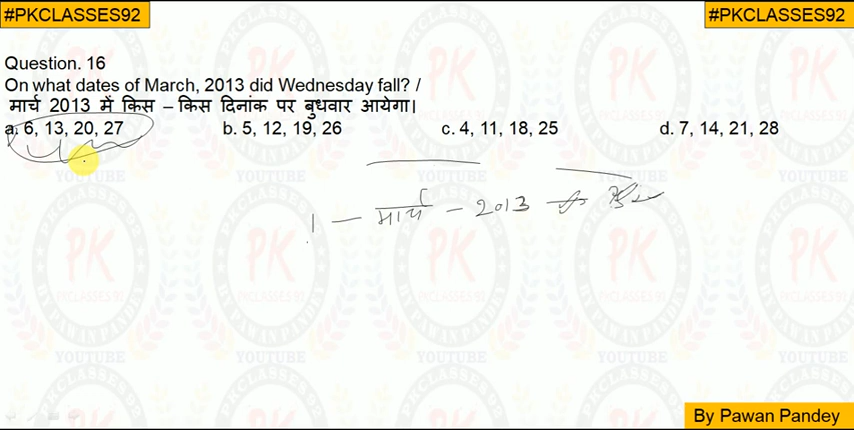 #PKCLASSES92 #PKCLASSES92
Question. 16
On what dates of March, 2013 did Wednesday fall? /
मार्च 2013 में किस – किस दिनांक पर बुधवार आयेगा।
a. 6, 13, 20, 27 b. 5, 12, 19, 26 c. 4, 11, 18, 25 d. 7, 14, 21, 28
1 – मार्च – 2013
By Pawan Pandey